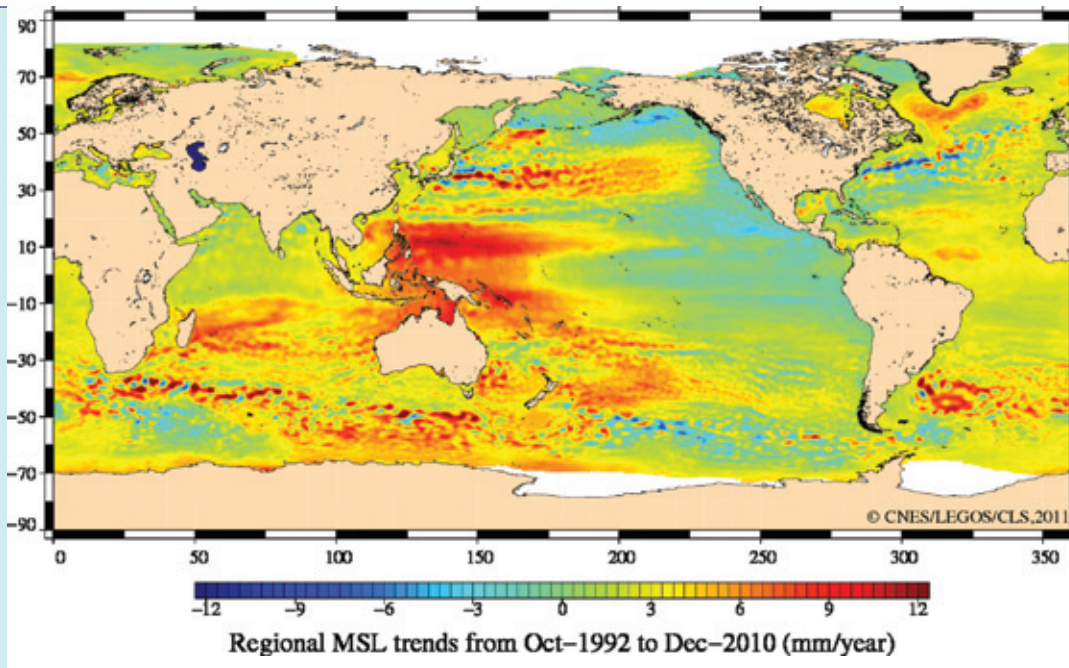 90
70
50
30
10
−10
−30
−50
−70
−90
© CNES/LEGOS/CLS,2011
0 50 100 150 200 250 300 350
−12 −9 −6 −3 0 3 6 9 12
Regional MSL trends from Oct−1992 to Dec−2010 (mm/year)